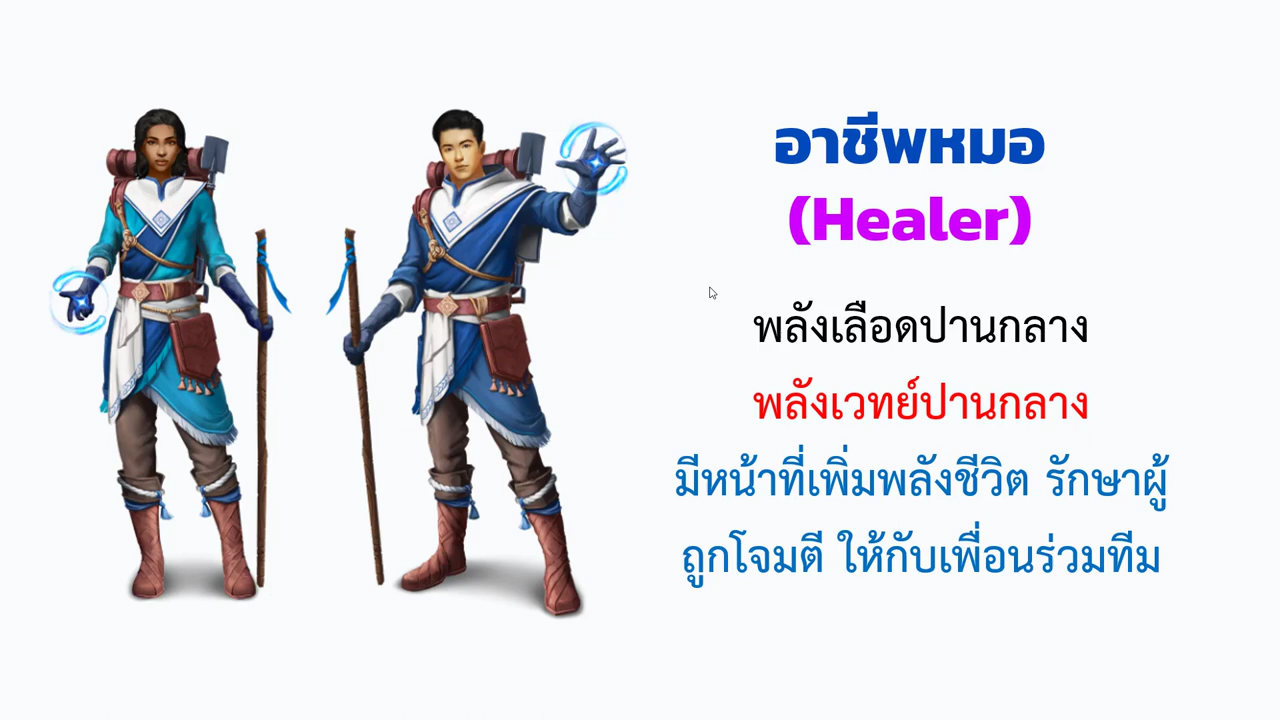 อาชีพหมอ
(Healer)
พลังเลือดปานกลาง
พลังเวทย์ปานกลาง
มีหน้าที่เพิ่มพลังชีวิต รักษาผู้
ถูกโจมตี ให้กับเพื่อนร่วมทีม